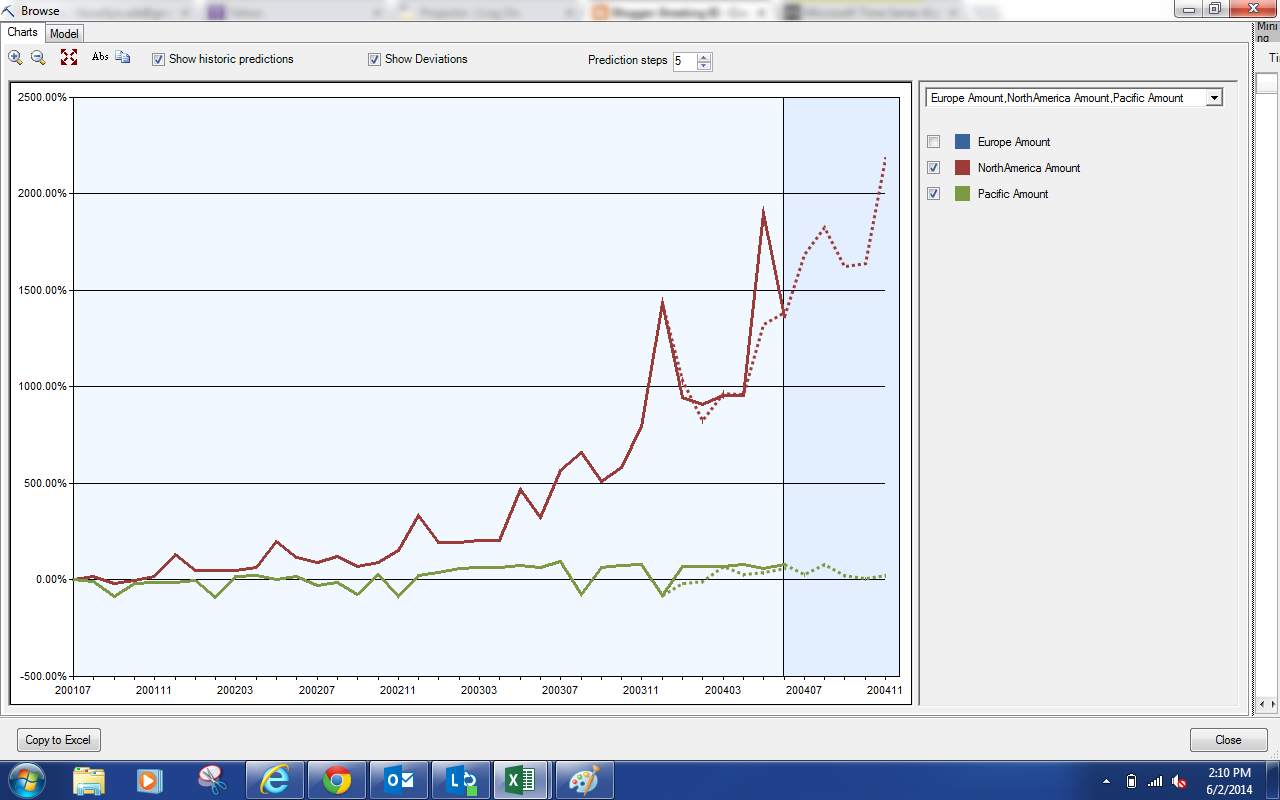 Browse
Charts Model
Abs Show historic predictions Show Deviations Prediction steps 5
Europe Amount,NorthAmerica Amount,Pacific Amount
Europe Amount
NorthAmerica Amount
Pacific Amount
2500.00%
2000.00%
1500.00%
1000.00%
500.00%
0.00%
-500.00%
200107 200111 200203 200207 200211 200303 200307 200311 200403 200407 200411
Mini
ng
Copy to Excel Close
2:10 PM
6/2/2014